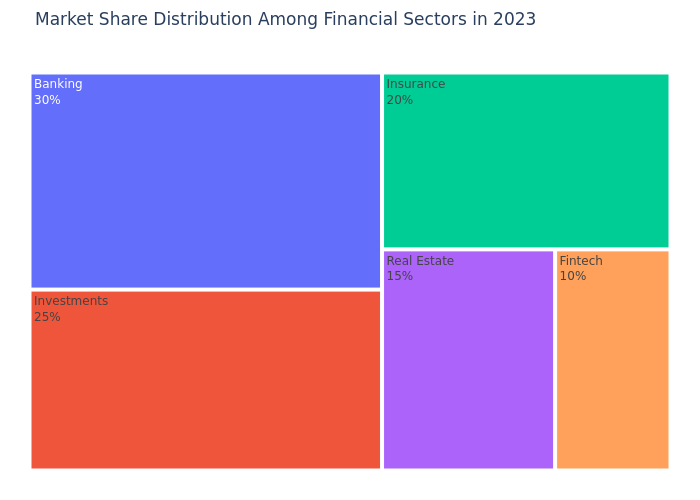 Market Share Distribution Among Financial Sectors in 2023
Banking
30%
Insurance
20%
Investments
25%
Real Estate
15%
Fintech
10%